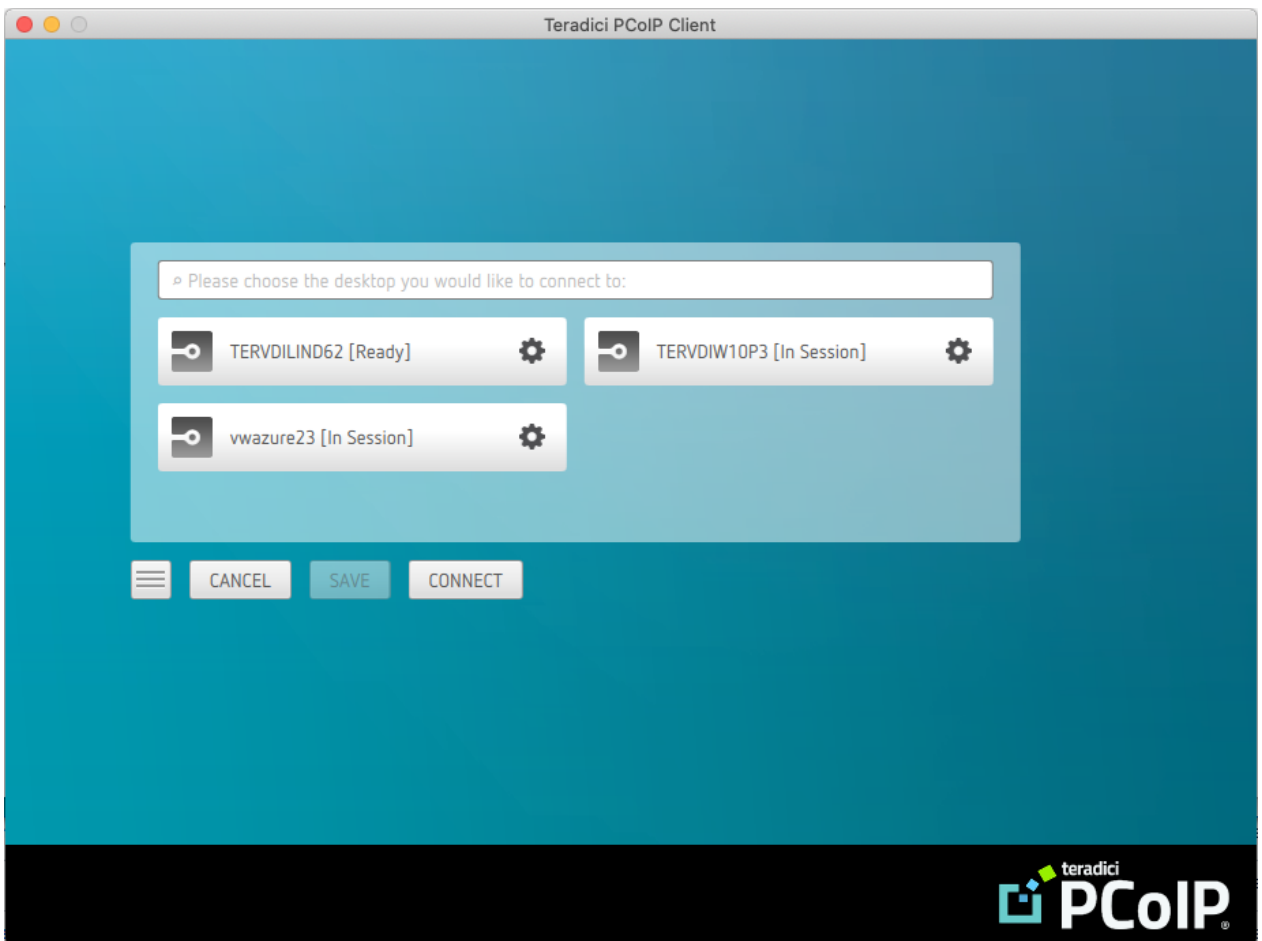 Teradici PCoIP Client
Please choose the desktop you would like to connect to:
TERVDILIND62 [Ready]
TERVDIW10P3 [In Session]
vwazure23 [In Session]
CANCEL
SAVE
CONNECT
teradici
PCoIP®